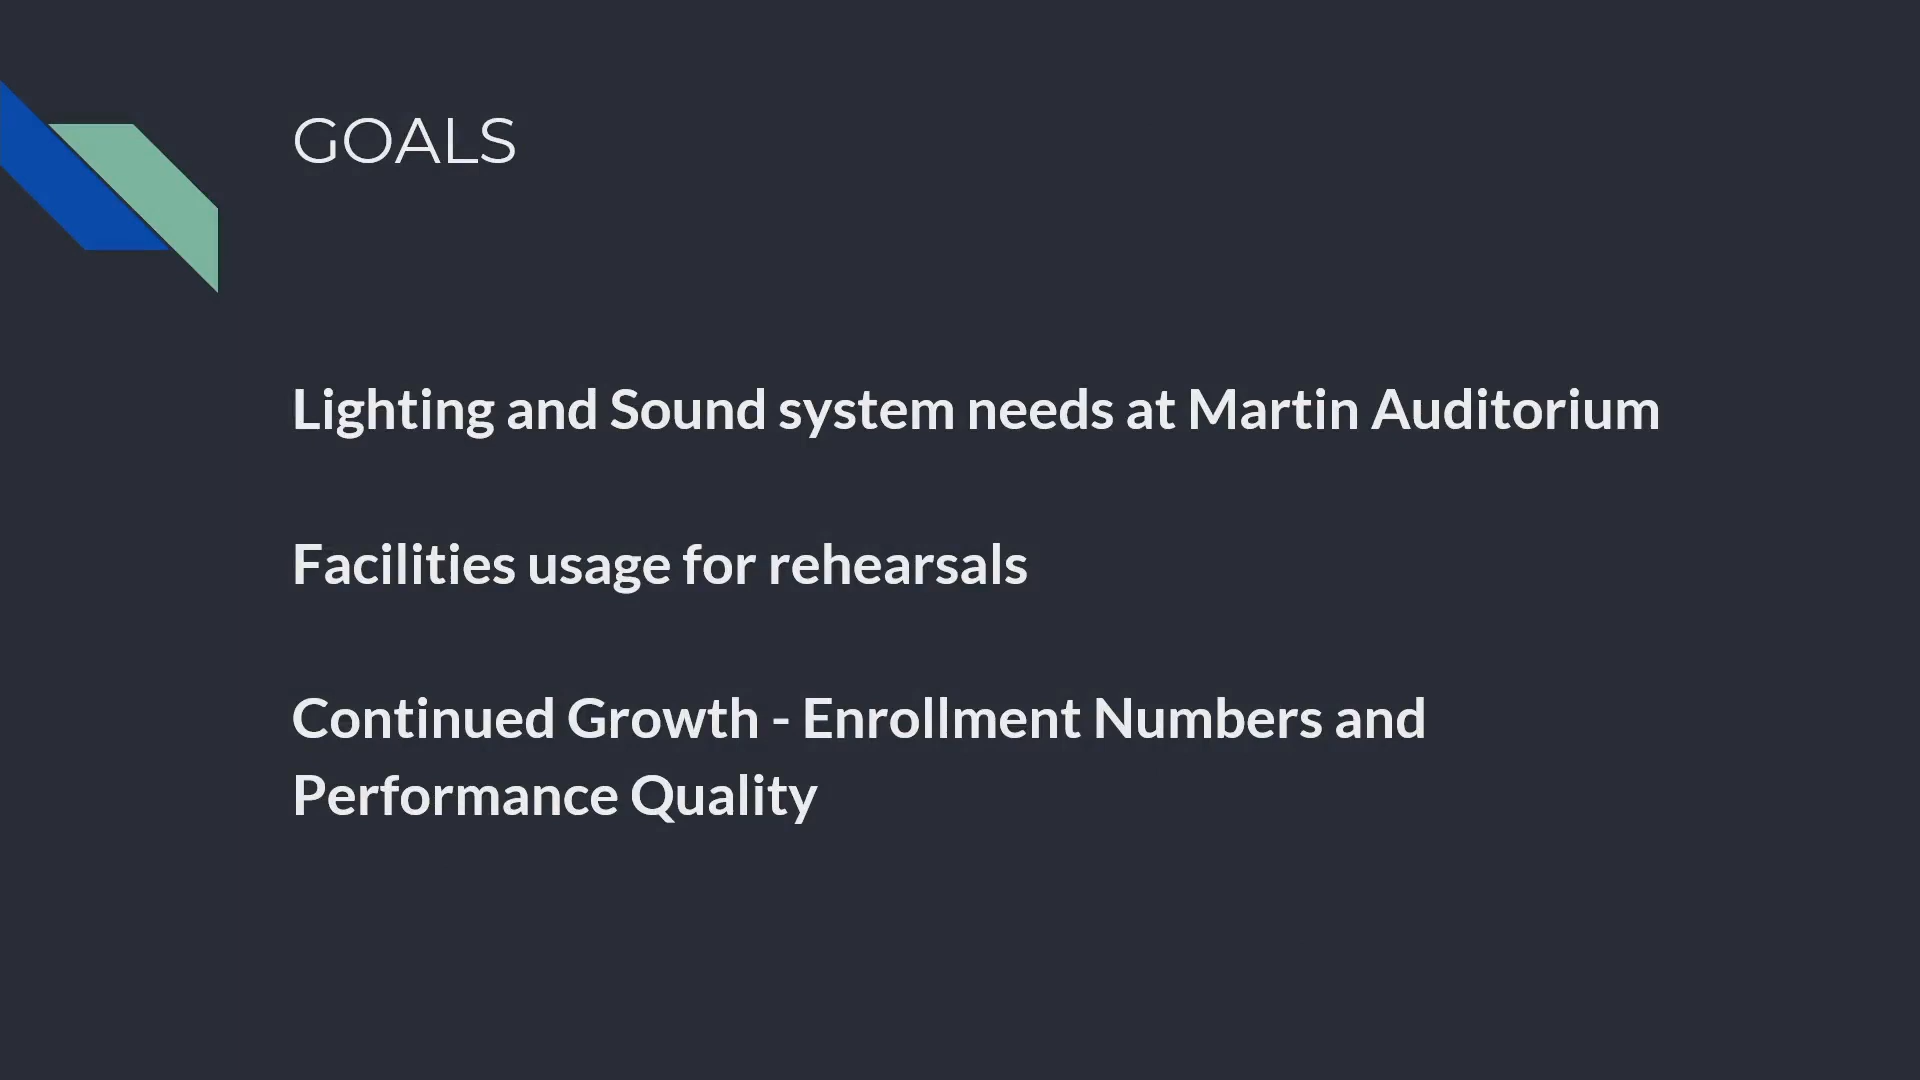 GOALS
Lighting and Sound system needs at Martin Auditorium
Facilities usage for rehearsals
Continued Growth - Enrollment Numbers and
Performance Quality